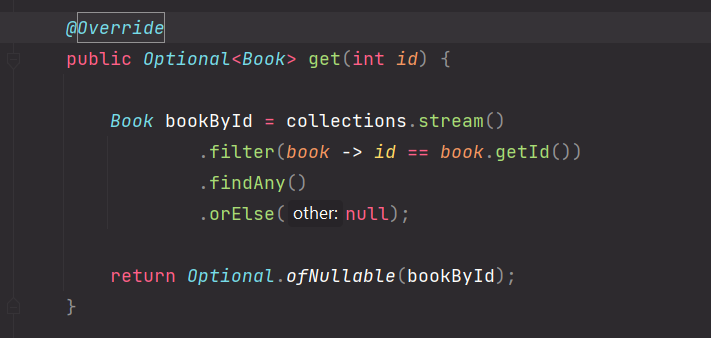 @Override
public Optional<Book> get(int id) {
Book bookById = collections.stream()
.filter(book -> id == book.getId())
.findAny()
.orElse( other: null);
return Optional.ofNullable(bookById);
}